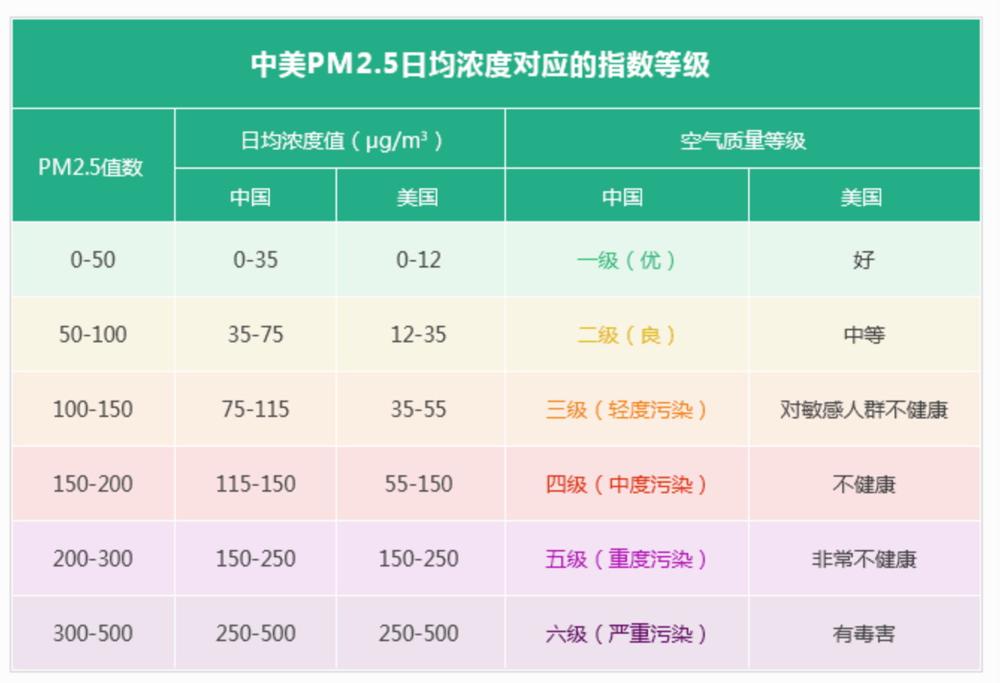 中美PM2.5日均浓度对应的指数等级
PM2.5值数 日均浓度值（μg/m³） 空气质量等级
中国 美国 中国 美国
0-50 0-35 0-12 一级（优） 好
50-100 35-75 12-35 二级（良） 中等
100-150 75-115 35-55 三级（轻度污染） 对敏感人群不健康
150-200 115-150 55-150 四级（中度污染） 不健康
200-300 150-250 150-250 五级（重度污染） 非常不健康
300-500 250-500 250-500 六级（严重污染） 有毒害